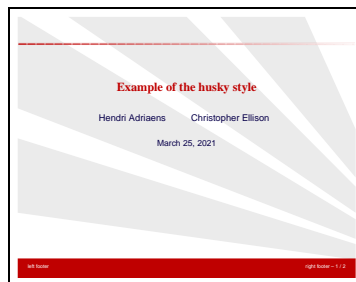 Example of the husky style
Hendri Adriaens Christopher Ellison
March 25, 2021
left footer right footer – 1 / 2